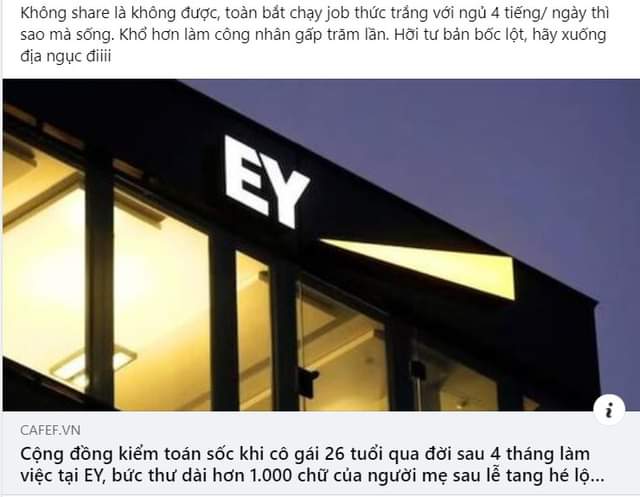 Không share là không được, toàn bắt chạy job thức trắng với ngủ 4 tiếng/ ngày thì
sao mà sống. Khổ hơn làm công nhân gấp trăm lần. Hỡi tư bản bốc lột, hãy xuống
địa ngục điiii
EY
i
CAFEF.VN
Cộng đồng kiểm toán sốc khi cô gái 26 tuổi qua đời sau 4 tháng làm
việc tại EY, bức thư dài hơn 1.000 chữ của người mẹ sau lễ tang hé lộ...